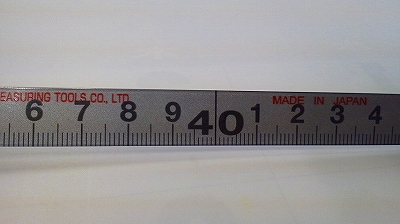 EASURING TOOLS.CO., LTD. MADE IN JAPAN
6 7 8 9 40 1 2 3 4